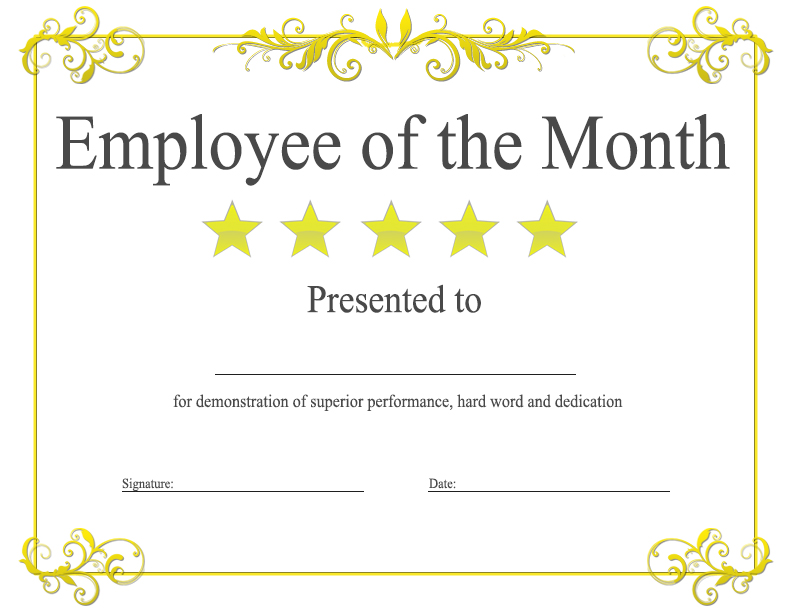 Employee of the Month
Presented to
for demonstration of superior performance, hard word and dedication
Signature:
Date: